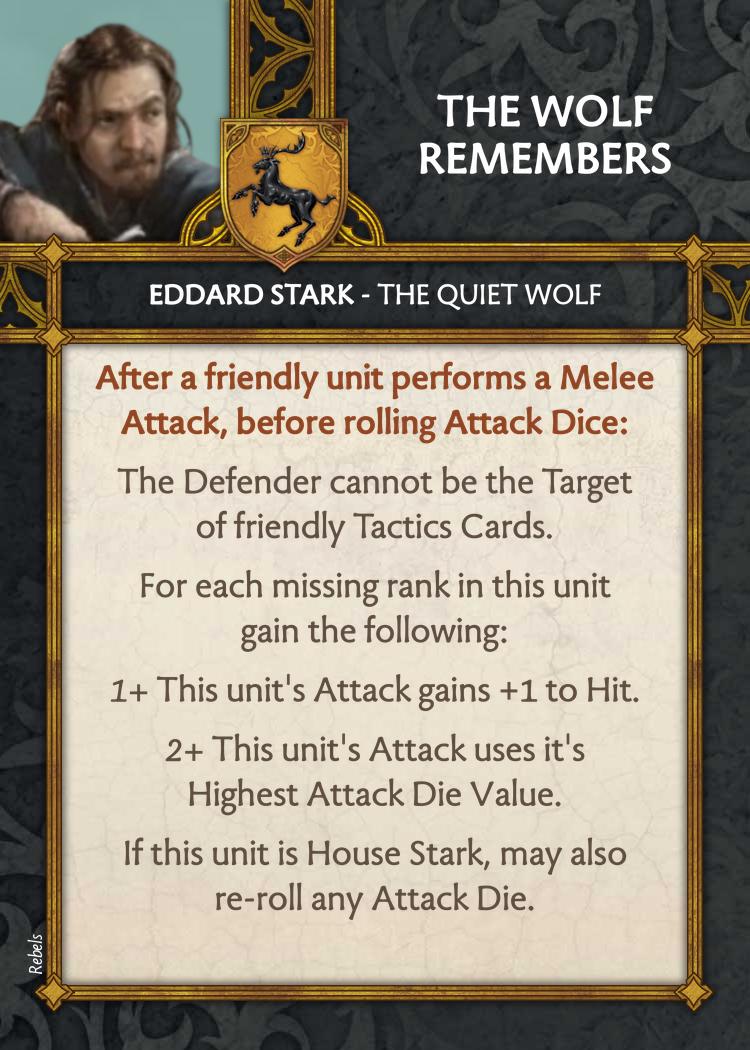 THE WOLF
REMEMBERS
EDDARD STARK - THE QUIET WOLF
After a friendly unit performs a Melee
Attack, before rolling Attack Dice:
The Defender cannot be the Target
of friendly Tactics Cards.
For each missing rank in this unit
gain the following:
1+ This unit's Attack gains +1 to Hit.
2+ This unit's Attack uses it's
Highest Attack Die Value.
If this unit is House Stark, may also
re-roll any Attack Die.
Rebels